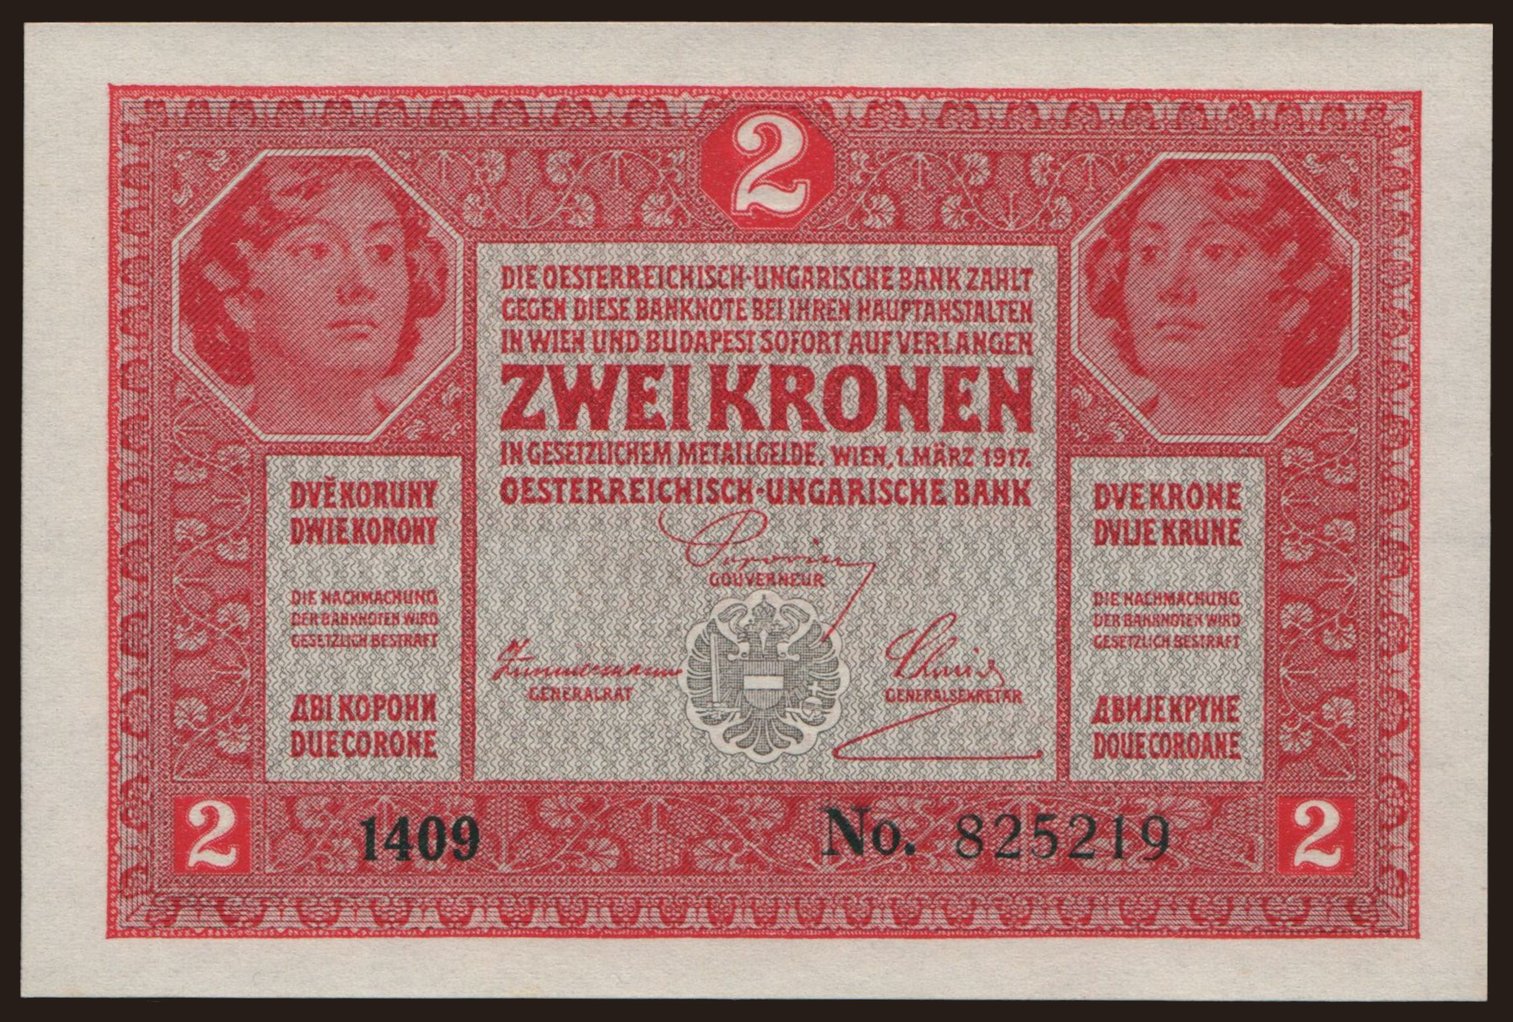 2
DIE OESTERREICHISCH-UNGARISCHE BANK ZAHLT
GEGEN DIESE BANKNOTE BEI IHREN HAUPTANSTALTEN
IN WIEN UND BUDAPEST SOFORT AUF VERLANGEN
ZWEI KRONEN
IN GESETZLICHEM METALLGELDE. WIEN, 1. MÄRZ 1917.
OESTERREICHISCH-UNGARISCHE BANK
Popovics
GOUVERNEUR
Zimmermann
GENERALRAT
Schmid
GENERALSEKRETÄR
DVĚ KORUNY
DWIE KORONY
DIE NACHMACHUNG
DER BANKNOTEN WIRD
GESETZLICH BESTRAFT
ДВІ КОРОНИ
DUE CORONE
DVE KRONE
DVIJE KRUNE
DIE NACHMACHUNG
DER BANKNOTEN WIRD
GESETZLICH BESTRAFT
ДВИЈЕ КРУНЕ
DOUE COROANE
2
1409
No. 825219
2